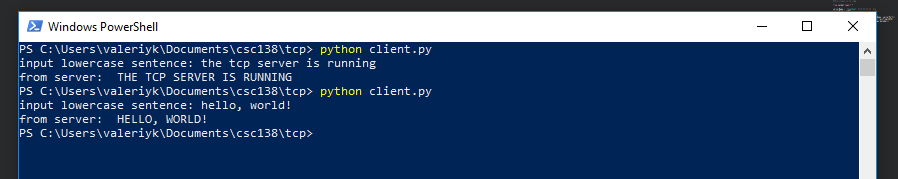 Windows PowerShell
PS C:\Users\valeriyk\Documents\csc138\tcp> python client.py
input lowercase sentence: the tcp server is running
from server:  THE TCP SERVER IS RUNNING
PS C:\Users\valeriyk\Documents\csc138\tcp> python client.py
input lowercase sentence: hello, world!
from server:  HELLO, WORLD!
PS C:\Users\valeriyk\Documents\csc138\tcp>